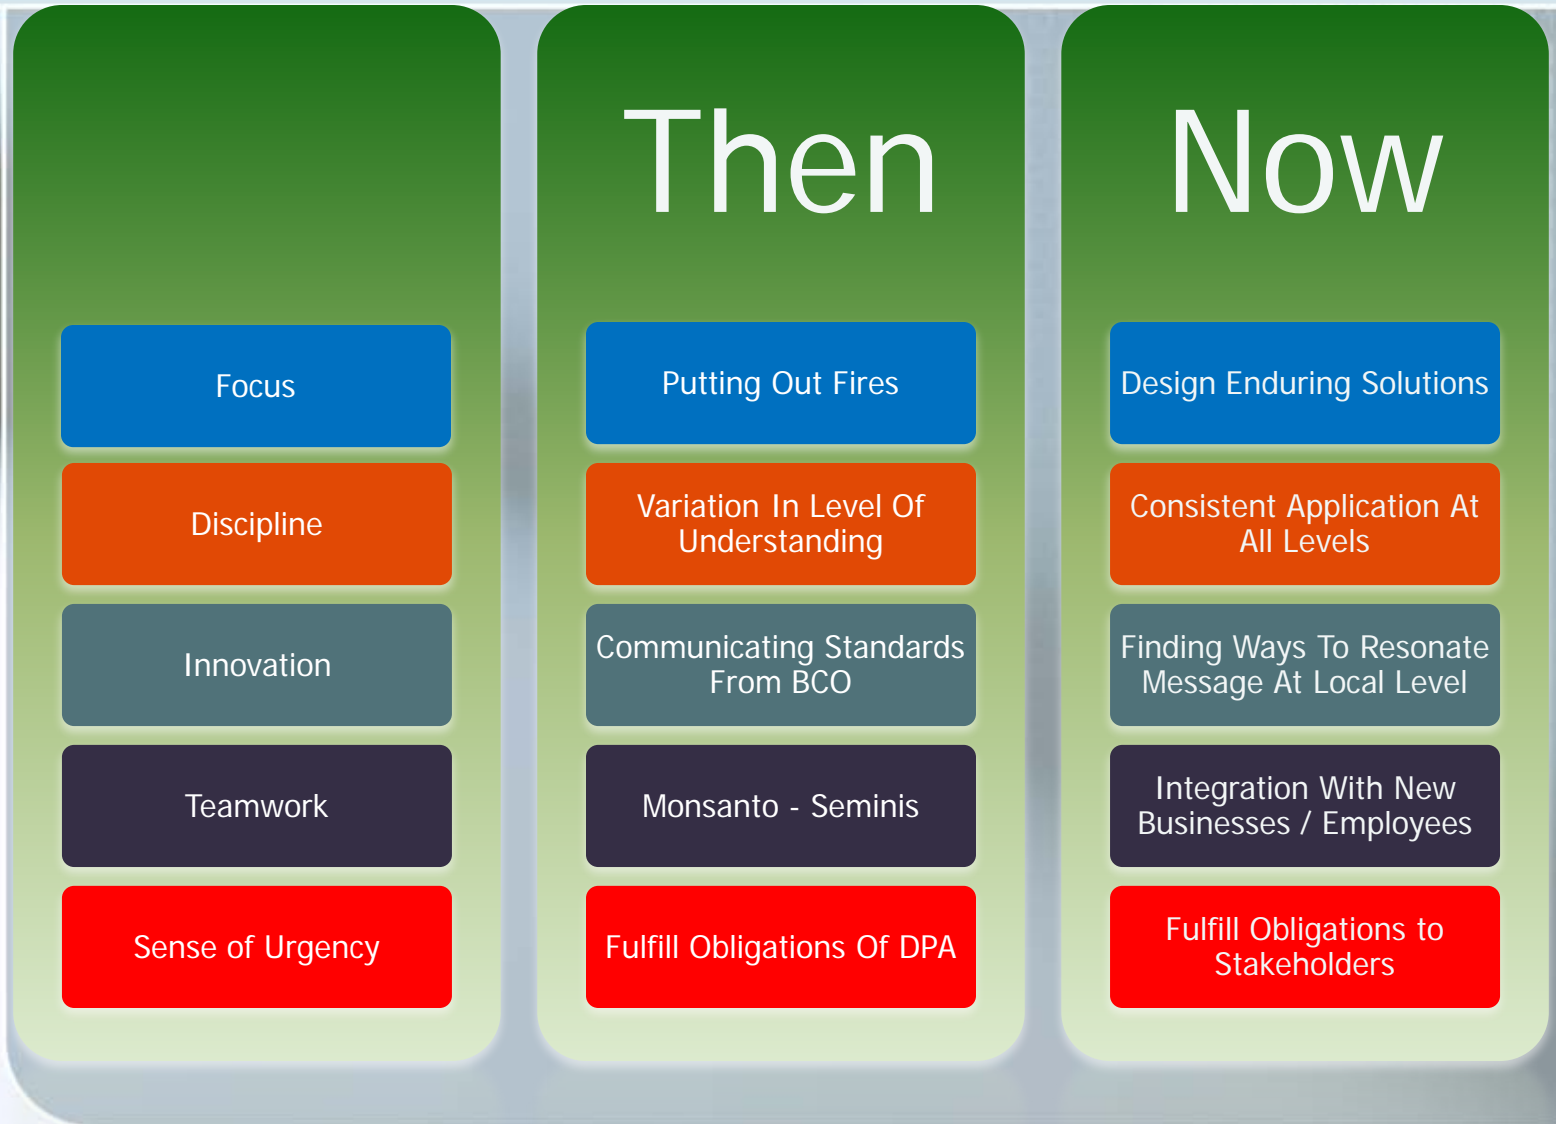 Then
Now
Focus
Putting Out Fires
Design Enduring Solutions
Discipline
Variation In Level Of
Understanding
Consistent Application At
All Levels
Innovation
Communicating Standards
From BCO
Finding Ways To Resonate
Message At Local Level
Teamwork
Monsanto - Seminis
Integration With New
Businesses / Employees
Sense of Urgency
Fulfill Obligations Of DPA
Fulfill Obligations to
Stakeholders